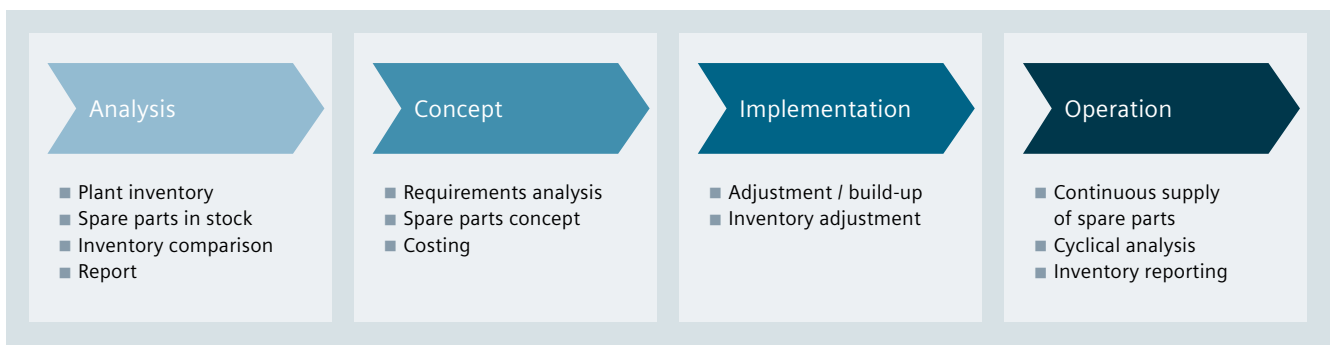 Analysis
Plant inventory
Spare parts in stock
Inventory comparison
Report
Concept
Requirements analysis
Spare parts concept
Costing
Implementation
Adjustment / build-up
Inventory adjustment
Operation
Continuous supply
of spare parts
Cyclical analysis
Inventory reporting